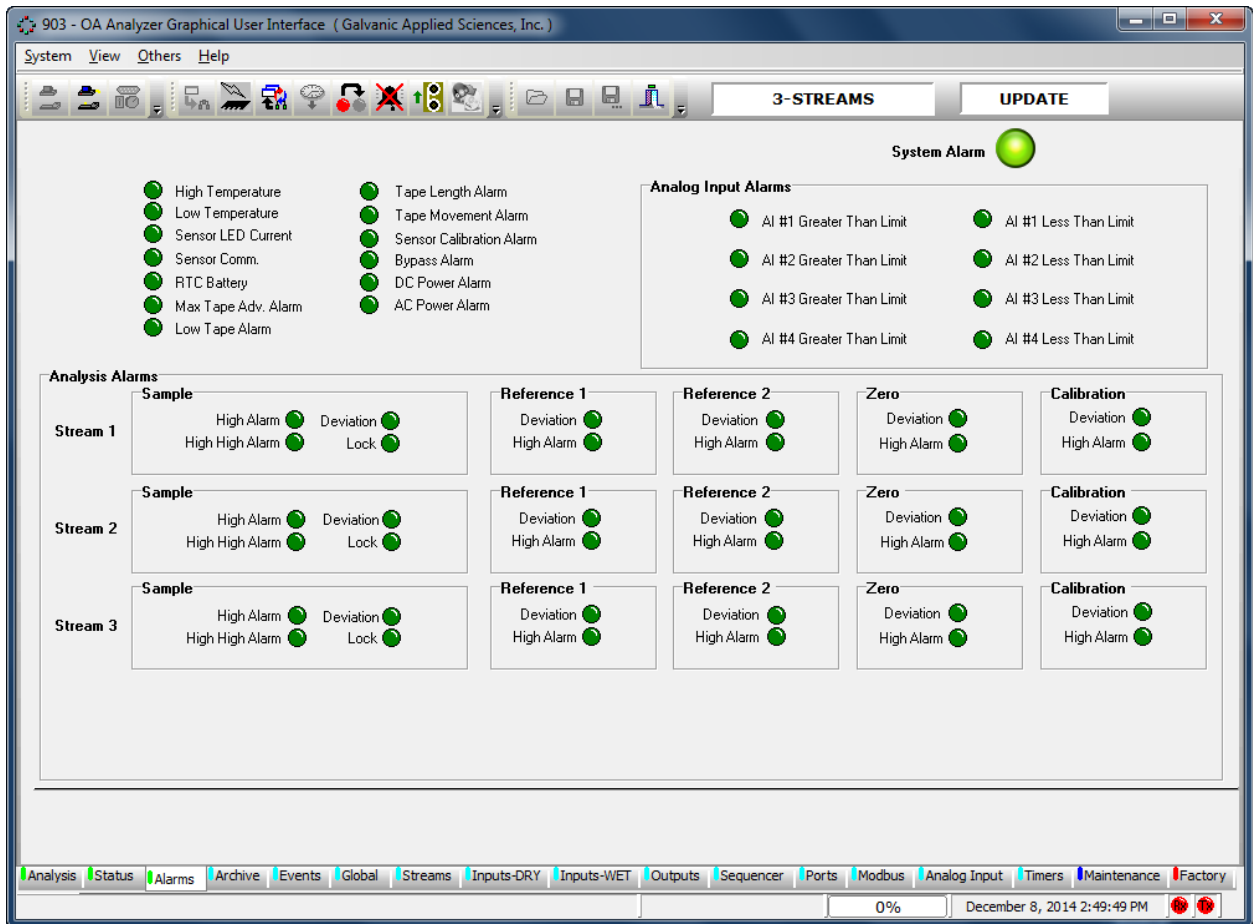 903 - OA Analyzer Graphical User Interface ( Galvanic Applied Sciences, Inc. )
System View Others Help
3-STREAMS UPDATE
System Alarm
High Temperature
Low Temperature
Sensor LED Current
Sensor Comm.
RTC Battery
Max Tape Adv. Alarm
Low Tape Alarm
Tape Length Alarm
Tape Movement Alarm
Sensor Calibration Alarm
Bypass Alarm
DC Power Alarm
AC Power Alarm
Analog Input Alarms
AI #1 Greater Than Limit AI #1 Less Than Limit
AI #2 Greater Than Limit AI #2 Less Than Limit
AI #3 Greater Than Limit AI #3 Less Than Limit
AI #4 Greater Than Limit AI #4 Less Than Limit
Analysis Alarms
Sample Reference 1 Reference 2 Zero Calibration
Stream 1
High Alarm Deviation Deviation Deviation Deviation Deviation
High High Alarm Lock High Alarm High Alarm High Alarm High Alarm
Sample Reference 1 Reference 2 Zero Calibration
Stream 2
High Alarm Deviation Deviation Deviation Deviation Deviation
High High Alarm Lock High Alarm High Alarm High Alarm High Alarm
Sample Reference 1 Reference 2 Zero Calibration
Stream 3
High Alarm Deviation Deviation Deviation Deviation Deviation
High High Alarm Lock High Alarm High Alarm High Alarm High Alarm
Analysis Status Alarms Archive Events Global Streams Inputs-DRY Inputs-WET Outputs Sequencer Ports Modbus Analog Input Timers Maintenance Factory
0% December 8, 2014 2:49:49 PM Rx Tx